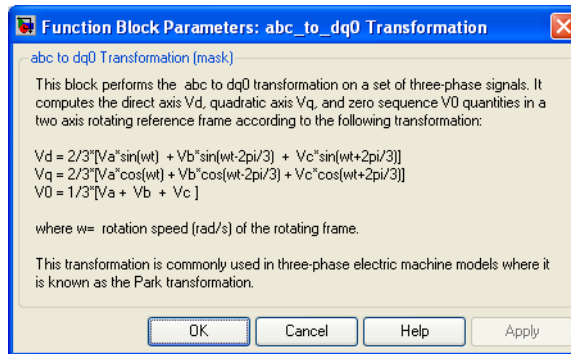 Function Block Parameters: abc_to_dq0 Transformation
abc to dq0 Transformation (mask)
This block performs the abc to dq0 transformation on a set of three-phase signals. It
computes the direct axis Vd, quadratic axis Vq, and zero sequence V0 quantities in a
two axis rotating reference frame according to the following transformation:
Vd = 2/3*[Va*sin(wt) + Vb*sin(wt-2pi/3) + Vc*sin(wt+2pi/3)]
Vq = 2/3*[Va*cos(wt) + Vb*cos(wt-2pi/3) + Vc*cos(wt+2pi/3)]
V0 = 1/3*[Va + Vb + Vc ]
where w= rotation speed (rad/s) of the rotating frame.
This transformation is commonly used in three-phase electric machine models where it
is known as the Park transformation.
OK Cancel Help Apply